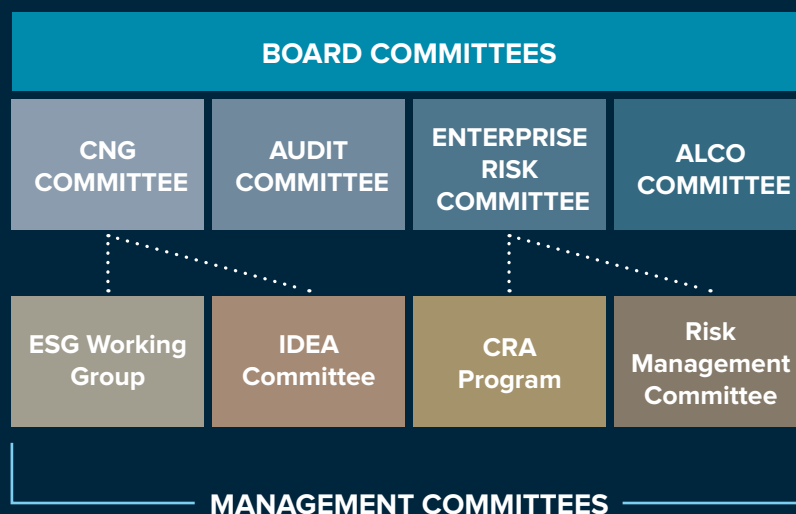 BOARD COMMITTEES
CNG
COMMITTEE
AUDIT
COMMITTEE
ENTERPRISE
RISK
COMMITTEE
ALCO
COMMITTEE
ESG Working
Group
IDEA
Committee
CRA
Program
Risk
Management
Committee
MANAGEMENT COMMITTEES